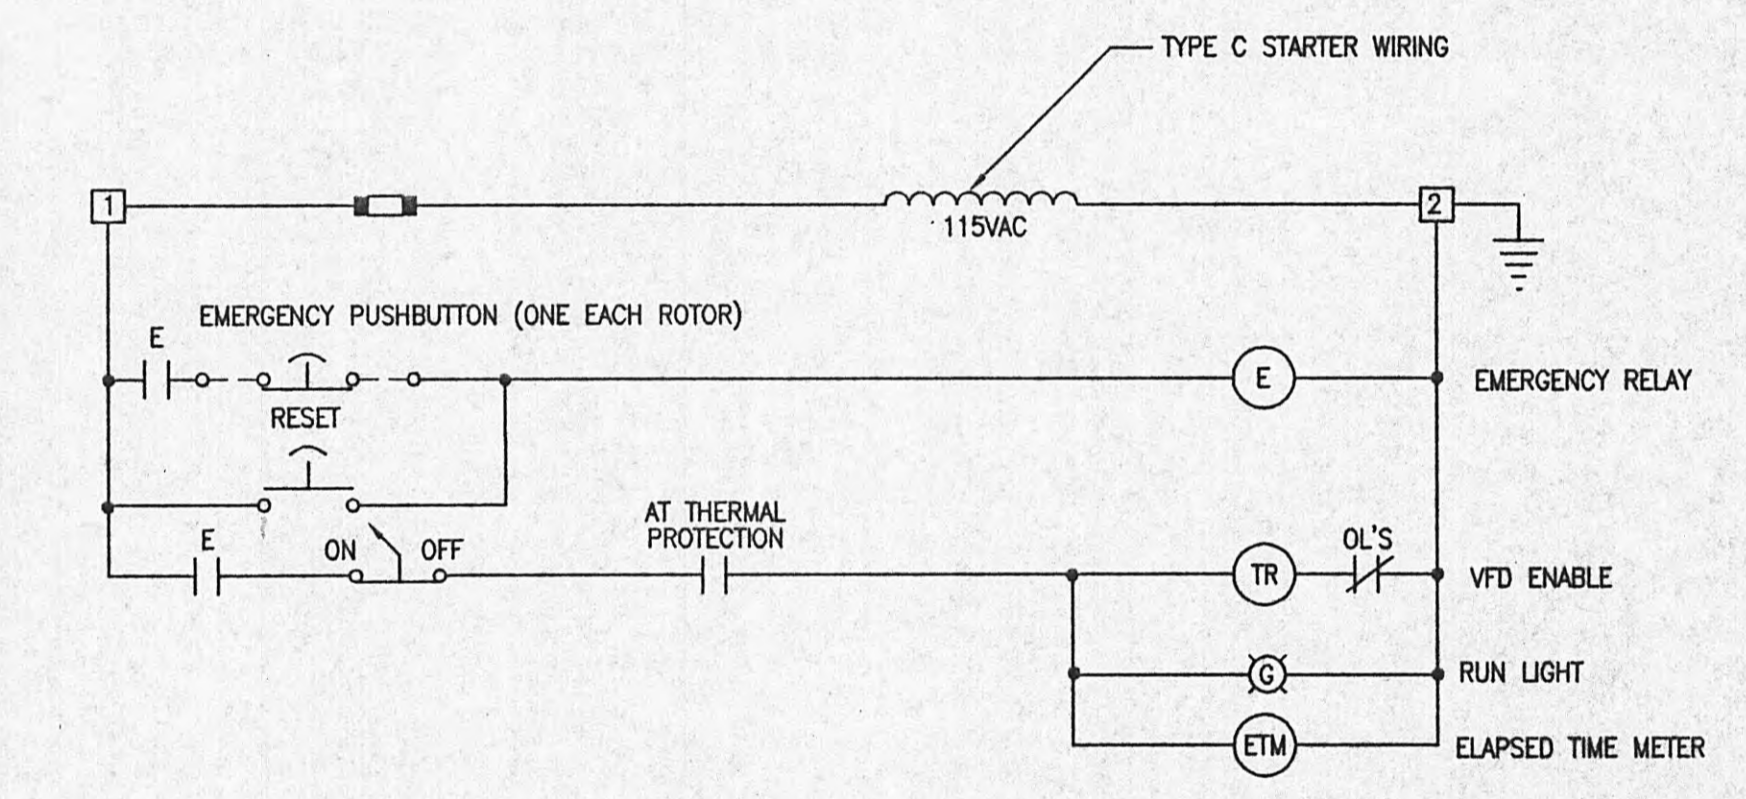 TYPE C STARTER WIRING
1
2
115VAC
EMERGENCY PUSHBUTTON (ONE EACH ROTOR)
E
E
EMERGENCY RELAY
RESET
AT THERMAL
PROTECTION
E
ON
OFF
OL'S
TR
VFD ENABLE
G
RUN LIGHT
ETM
ELAPSED TIME METER